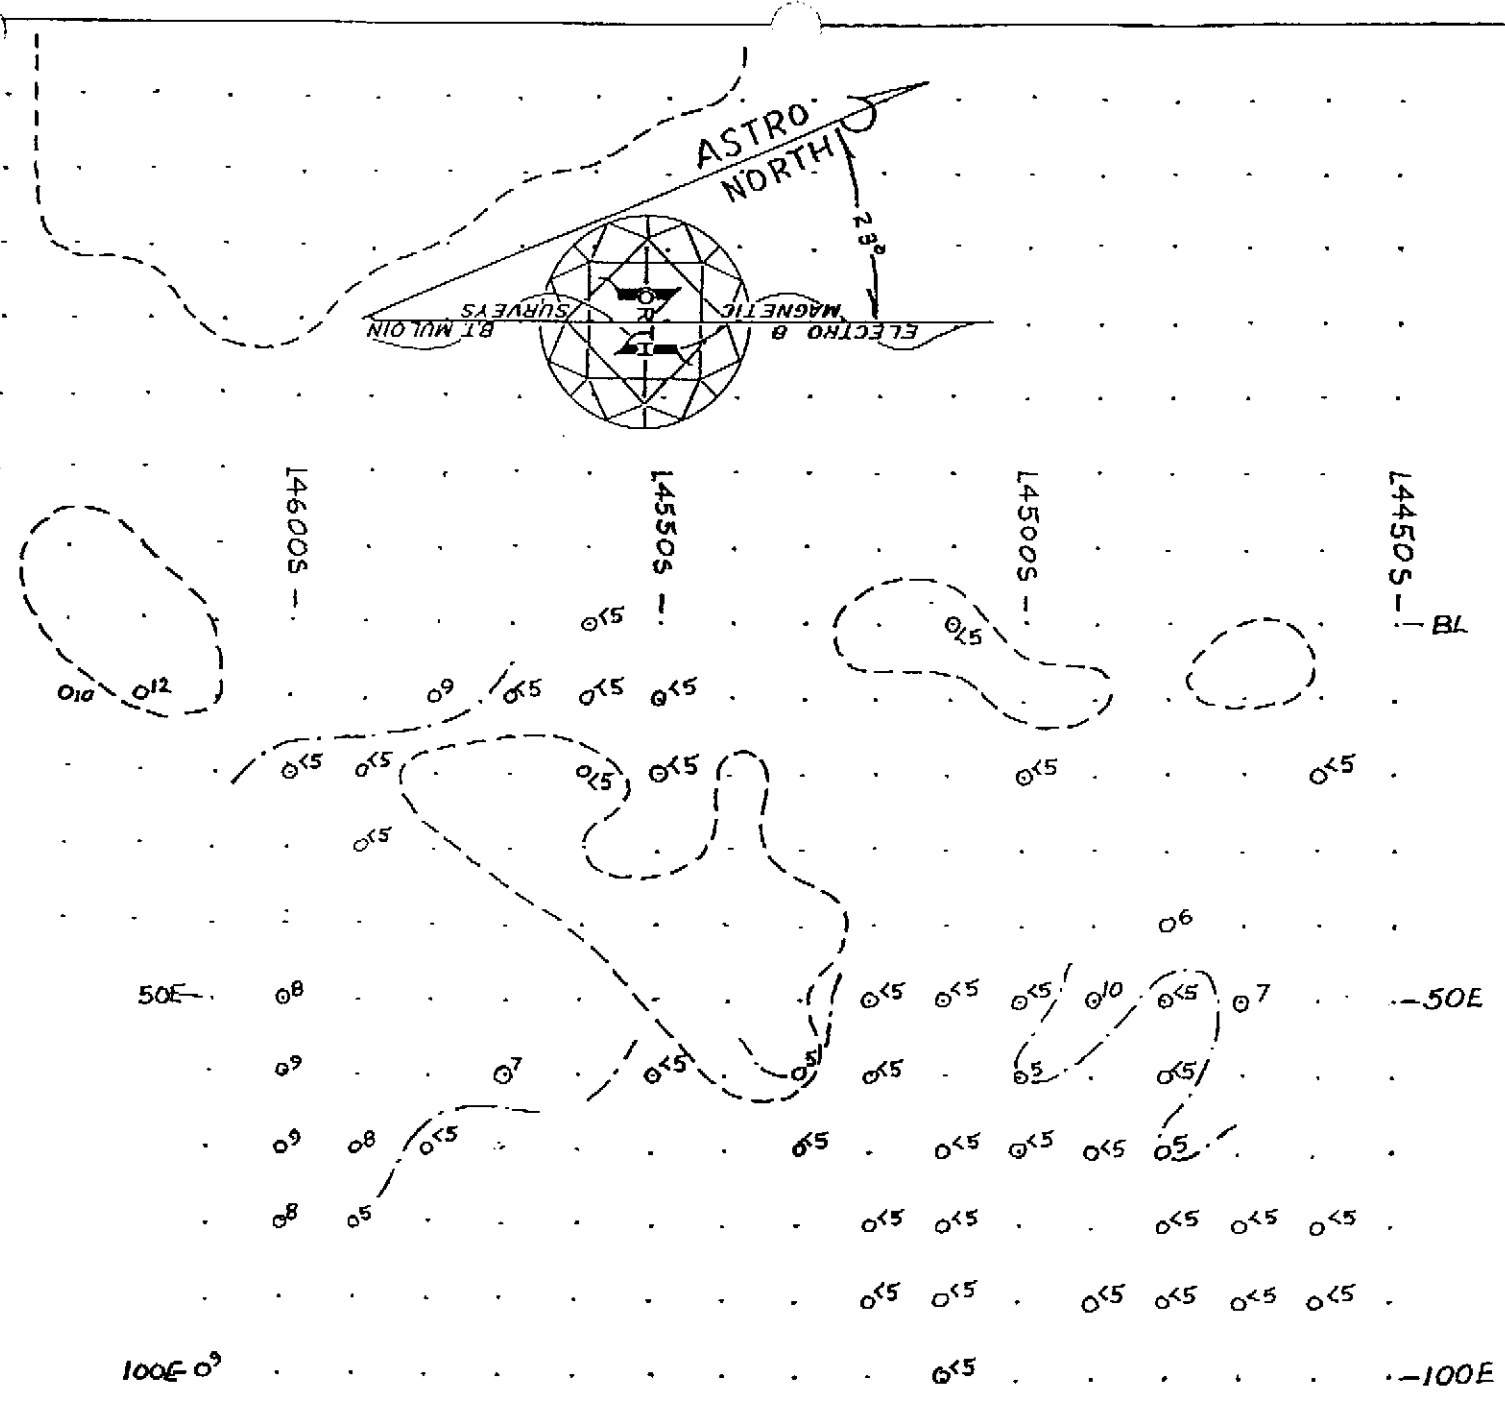 ASTRO
NORTH
23°
B.T. MULOIN SURVEYS
ELECTRO & MAGNETIC
L4600S L4550S L4500S L4450S
BL
<5 <5
10 12 9 <5 <5 <5
<5 <5 <5 <5 <5 <5
<5
6
50E 8 <5 <5 <5 10 <5 7 50E
9 7 <5 5 <5 5 <5
9 8 <5 <5 <5 <5 <5 5
8 5 <5 <5 <5 <5 <5
<5 <5 <5 <5 <5 <5
100E 9 <5 100E